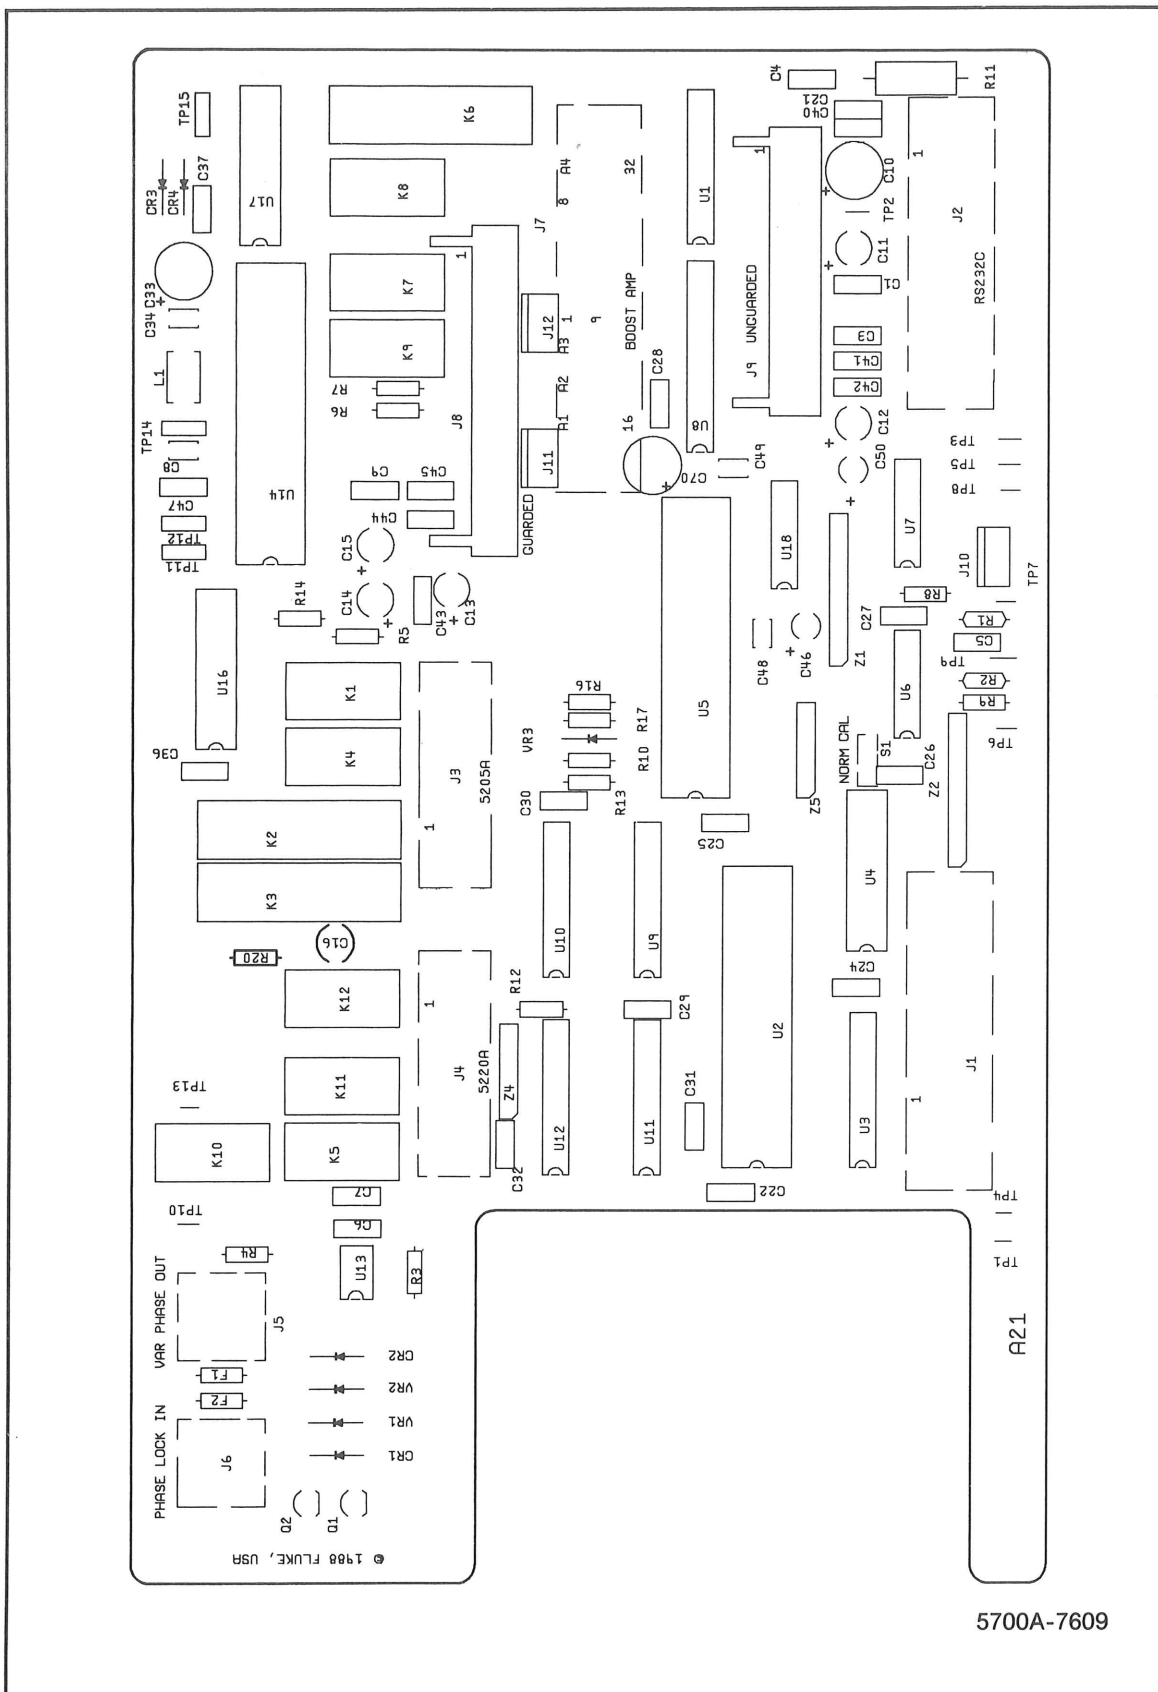 C4
R11
TP15
C21
C40
K6
CR3
CR4
C37
U17
K8
A4
8
32
U1
1
1
C10
TP2
J2
J7
1
C33
C34
K7
C11
C1
RS232C
J12
1
9
A3
BOOST AMP
UNGUARDED
J9
C3
C41
C42
L1
K9
R7
R6
A2
C28
TP14
J8
A1
16
U8
C12
TP3
C8
C47
U14
C9
C45
J11
C70
C49
C50
TP5
TP8
TP12
TP11
C44
GUARDED
C15
U18
U7
J10
TP7
R14
C14
R5
C43
C13
R8
C27
R1
C5
U16
K1
R16
C48
C46
Z1
U6
TP9
R2
R9
C36
K4
J3
5205A
VR3
R17
R10
U5
NORM CAL
S1
TP6
K2
1
C30
R13
Z5
C26
Z2
C25
K3
U4
R20
C16
U10
U9
C24
K12
1
R12
C29
U2
TP13
K11
J4
5220A
Z4
C31
U3
1
J1
K10
K5
U12
U11
C32
C7
C22
TP10
C6
TP4
R4
U13
R3
TP1
VAR PHASE OUT
J5
A21
F1
CR2
F2
VR2
PHASE LOCK IN
VR1
J6
CR1
Q2
Q1
© 1988 FLUKE, USA
5700A-7609